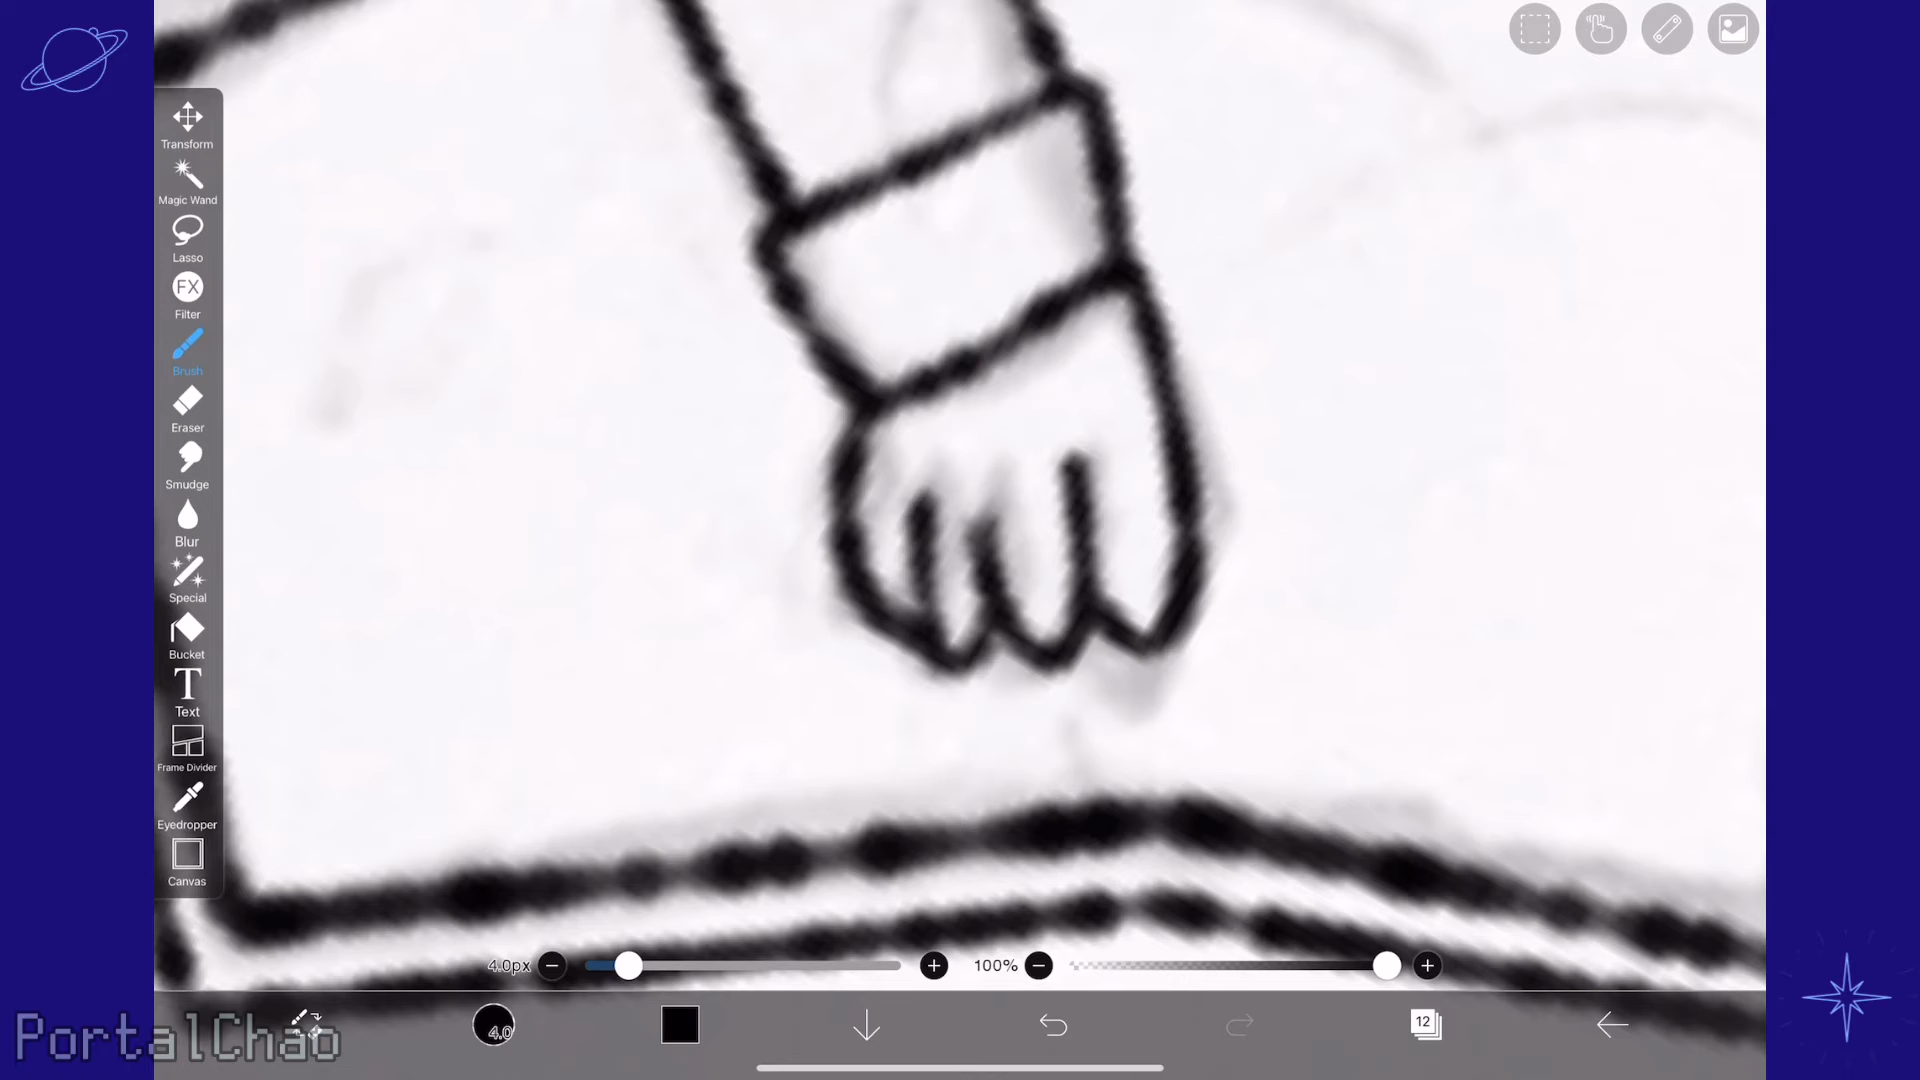 Transform
Magic Wand
Lasso
FX
Filter
Brush
Eraser
Smudge
Blur
Special
Bucket
T
Text
Frame Divider
Eyedropper
Canvas
4.0px
100%
4.0
12
PortalChao